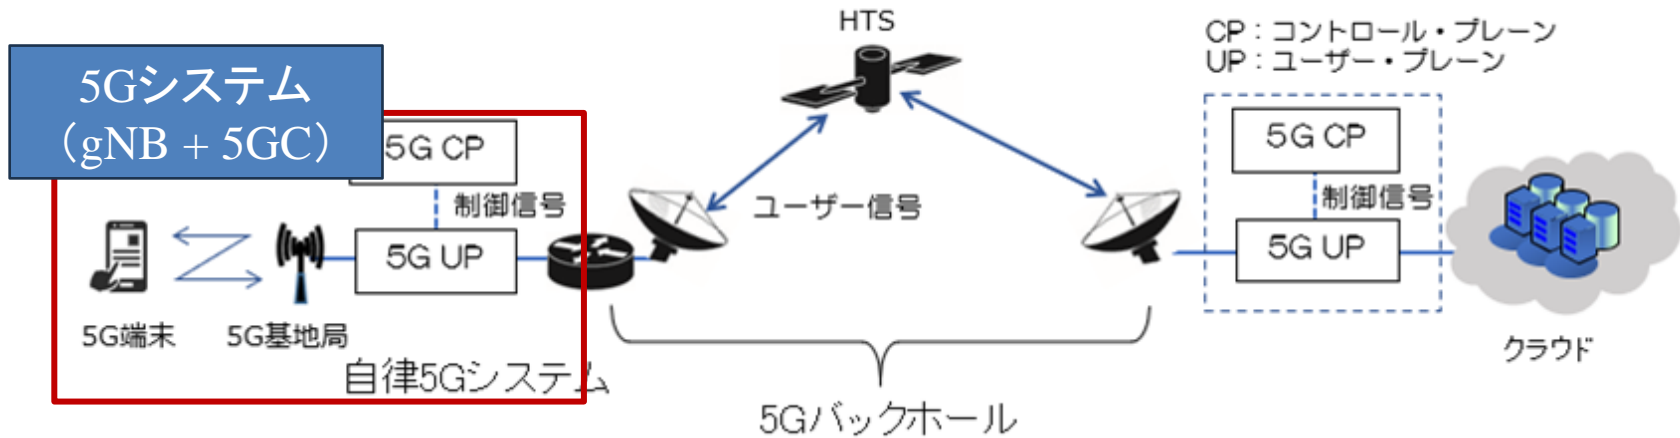 HTS
CP：コントロール・プレーン
UP：ユーザー・プレーン
5Gシステム
（gNB + 5GC）
5G CP
制御信号
5G UP
5G端末
5G基地局
自律5Gシステム
ユーザー信号
5Gバックホール
5G CP
制御信号
5G UP
クラウド